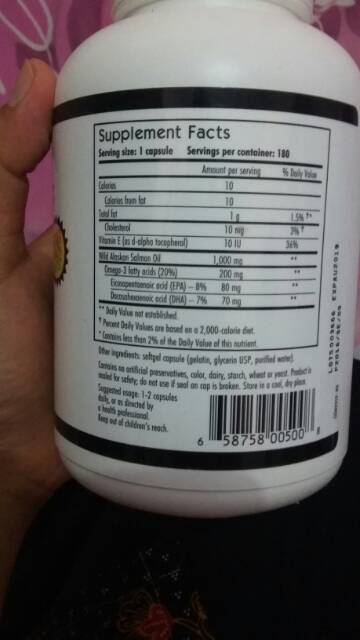 Supplement Facts
Serving size: 1 capsule Servings per container: 180
Amount per serving % Daily Value
Calories 10
Calories from fat 10
Total fat 1 g 1.5% †*
Cholesterol 10 mg 3% †
Vitamin E (as d-alpha tocopherol) 10 IU 36%
Wild Alaskan Salmon Oil 1,000 mg **
Omega-3 fatty acids (20%) 200 mg **
Eicosapentaenoic acid (EPA) – 8% 80 mg **
Docosahexaenoic acid (DHA) – 7% 70 mg **
** Daily Value not established.
† Percent Daily Values are based on a 2,000-calorie diet.
* Contains less than 2% of the Daily Value of this nutrient.
Other ingredients: softgel capsule (gelatin, glycerin USP, purified water).
Contains no artificial preservatives, color, dairy, starch, wheat or yeast. Product is
sealed for safety; do not use if seal on cap is broken. Store in a cool, dry place.
Suggested usage: 1-2 capsules
daily, or as directed by
a health professional.
Keep out of children's reach.
6 58758 00500